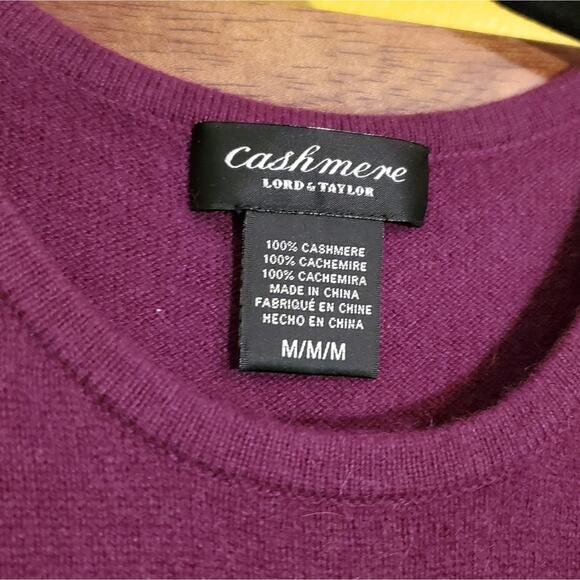 Cashmere
LORD & TAYLOR
100% CASHMERE
100% CACHEMIRE
100% CACHEMIRA
MADE IN CHINA
FABRIQUÉ EN CHINE
HECHO EN CHINA
M/M/M